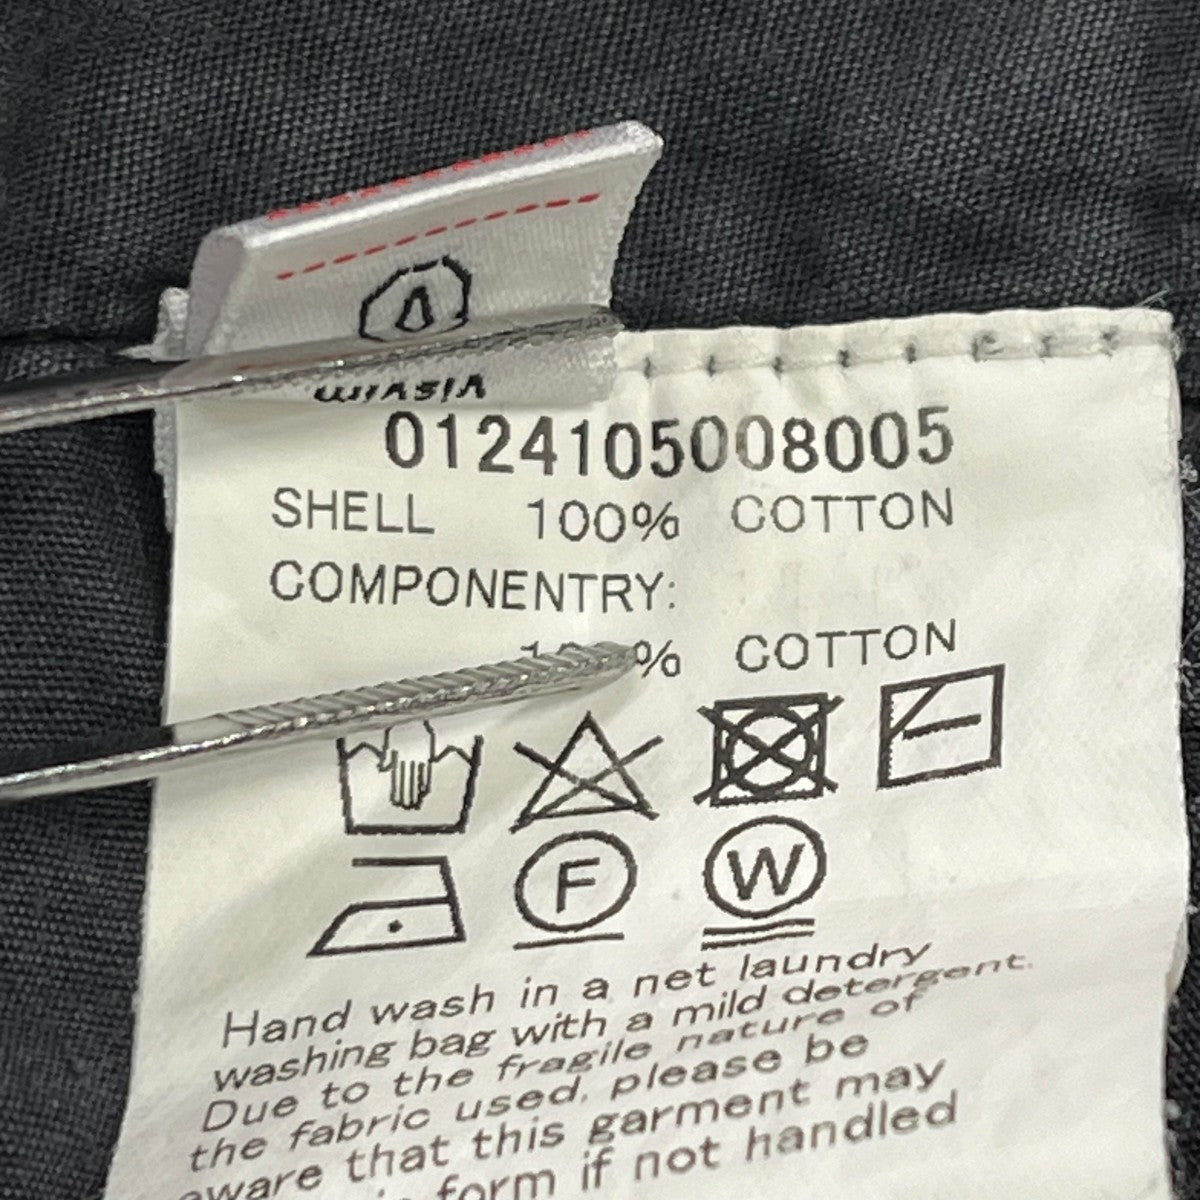 0124105008005
SHELL 100% COTTON
COMPONENTRY:
% COTTON
F
W
Hand wash in a net laundry
washing bag with a mild detergent.
Due to the fragile nature of
the fabric used, please be
aware that this garment may
form if not handled